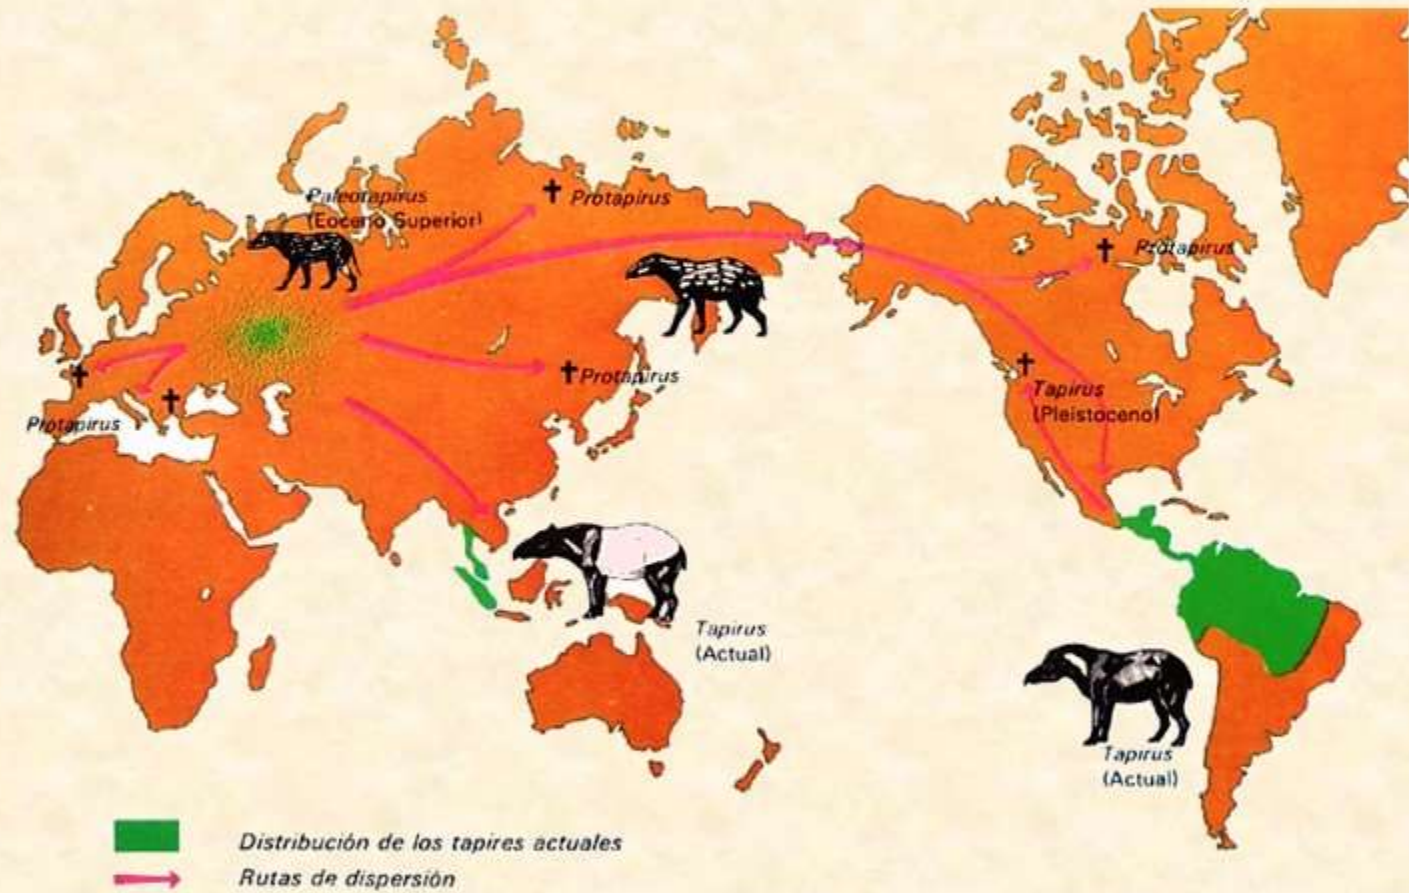 Paleotapirus
(Eoceno Superior)
Protapirus
Protapirus
Protapirus
Tapirus
(Pleistoceno)
Protapirus
Tapirus
(Actual)
Tapirus
(Actual)
Distribución de los tapires actuales
Rutas de dispersión